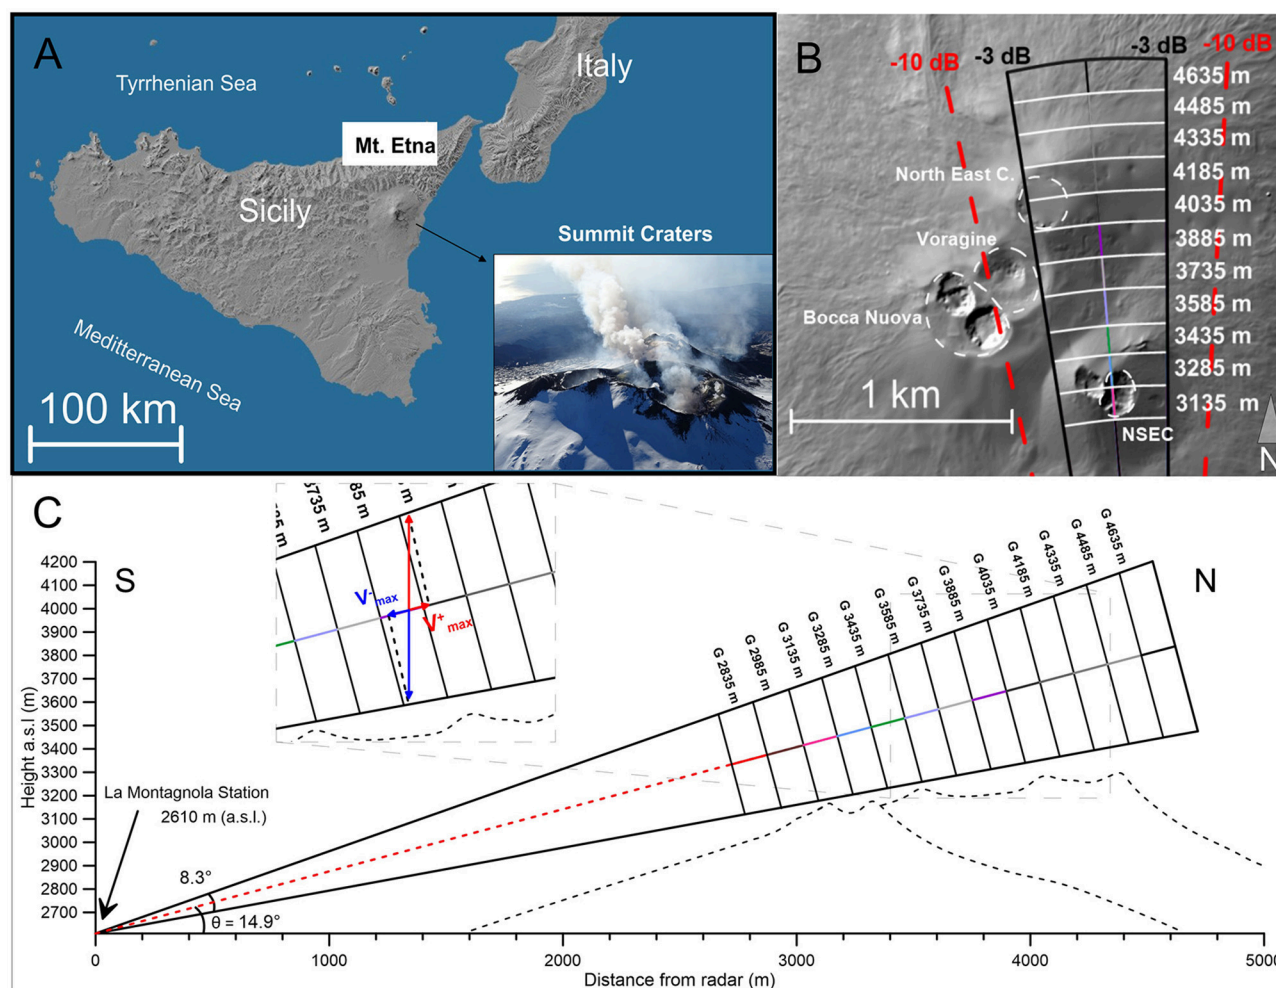 A
Tyrrhenian Sea
Italy
Mt. Etna
Sicily
Summit Craters
Meditterranean Sea
100 km
B
-10 dB
-3 dB
-3 dB
-10 dB
4635 m
4485 m
4335 m
4185 m
4035 m
3885 m
3735 m
3585 m
3435 m
3285 m
3135 m
North East C.
Voragine
Bocca Nuova
1 km
NSEC
N
C
S
N
3735 m
85 m
m
V-max
V+max
G 2835 m
G 2985 m
G 3135 m
G 3285 m
G 3435 m
G 3585 m
G 3735 m
G 3885 m
G 4035 m
G 4185 m
G 4335 m
G 4485 m
G 4635 m
Height a.s.l (m)
4200
4100
4000
3900
3800
3700
3600
3500
3400
3300
3200
3100
3000
2900
2800
2700
La Montagnola Station
2610 m (a.s.l.)
8.3°
θ = 14.9°
0
1000
2000
3000
4000
5000
Distance from radar (m)